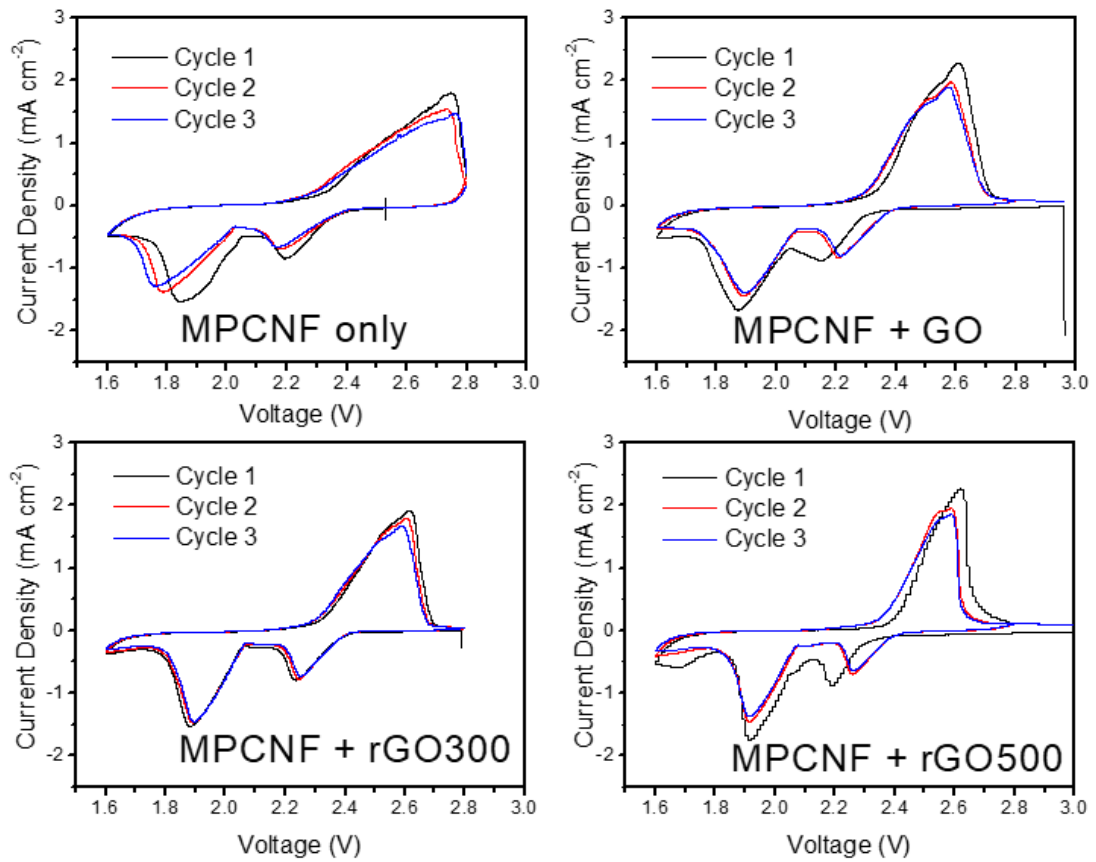 3
2
1
0
-1
-2
Current Density (mA cm⁻²)
Cycle 1
Cycle 2
Cycle 3
MPCNF only
1.6 1.8 2.0 2.2 2.4 2.6 2.8 3.0
Voltage (V)
3
2
1
0
-1
-2
Current Density (mA cm⁻²)
Cycle 1
Cycle 2
Cycle 3
MPCNF + GO
1.6 1.8 2.0 2.2 2.4 2.6 2.8 3.0
Voltage (V)
3
2
1
0
-1
-2
Current Density (mA cm⁻²)
Cycle 1
Cycle 2
Cycle 3
MPCNF + rGO300
1.6 1.8 2.0 2.2 2.4 2.6 2.8 3.0
Voltage (V)
3
2
1
0
-1
-2
Current Density (mA cm⁻²)
Cycle 1
Cycle 2
Cycle 3
MPCNF + rGO500
1.6 1.8 2.0 2.2 2.4 2.6 2.8 3.0
Voltage (V)